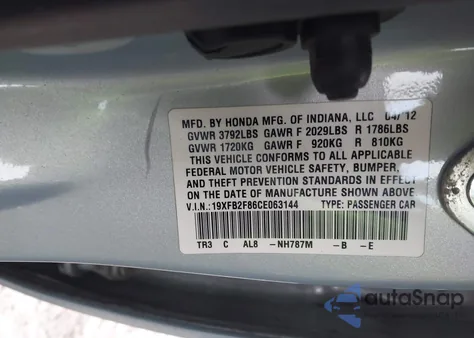 MFD. BY HONDA MFG. OF INDIANA, LLC 04/12
GVWR 3792LBS GAWR F 2029LBS R 1786LBS
GVWR 1720KG GAWR F 920KG R 810KG
THIS VEHICLE CONFORMS TO ALL APPLICABLE
FEDERAL MOTOR VEHICLE SAFETY, BUMPER,
AND THEFT PREVENTION STANDARDS IN EFFECT ON
THE DATE OF MANUFACTURE SHOWN ABOVE.
V.I.N.: 19XFB2F86CE063144 TYPE: PASSENGER CAR
TR3 C AL8 -NH787M -B -E
autoSnap